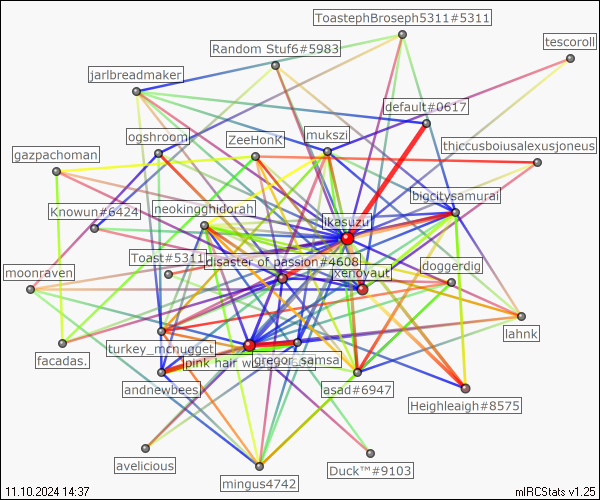 ToastephBroseph5311#5311
Random Stuf6#5983
tescoroll
jarlbreadmaker
default#0617
ogshroom
ZeeHonK
mukszi
thiccusboiusalexusjoneus
gazpachoman
bigcitysamurai
Knowun#6424
neokingghidorah
ikasuzu
Toast#5311
disaster of passion#4608
xenoyaut
doggerdig
moonraven
lahnk
facadas.
turkey_mcnugget
pink hair w
gregor_samsa
andnewbees
asad#6947
Heighleaigh#8575
avelicious
mingus4742
Duck™#9103
11.10.2024 14:37
mIRCStats v1.25